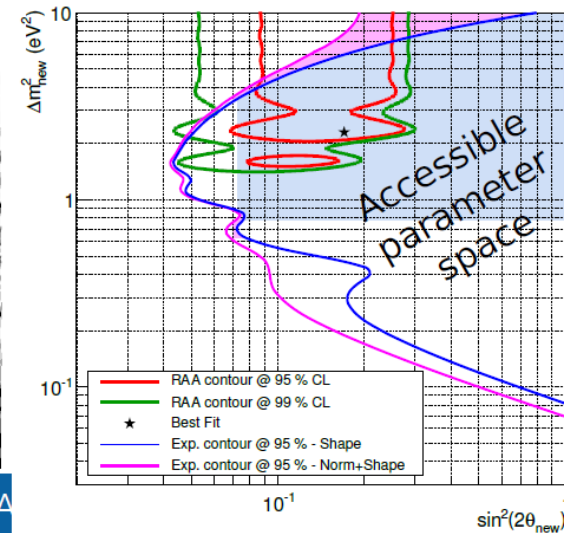 Δm²new (eV²)
10
1
10⁻¹
Accessible
parameter
space
RAA contour @ 95 % CL
RAA contour @ 99 % CL
★ Best Fit
Exp. contour @ 95 % - Shape
Exp. contour @ 95 % - Norm+Shape
10⁻¹
1
sin²(2θnew)